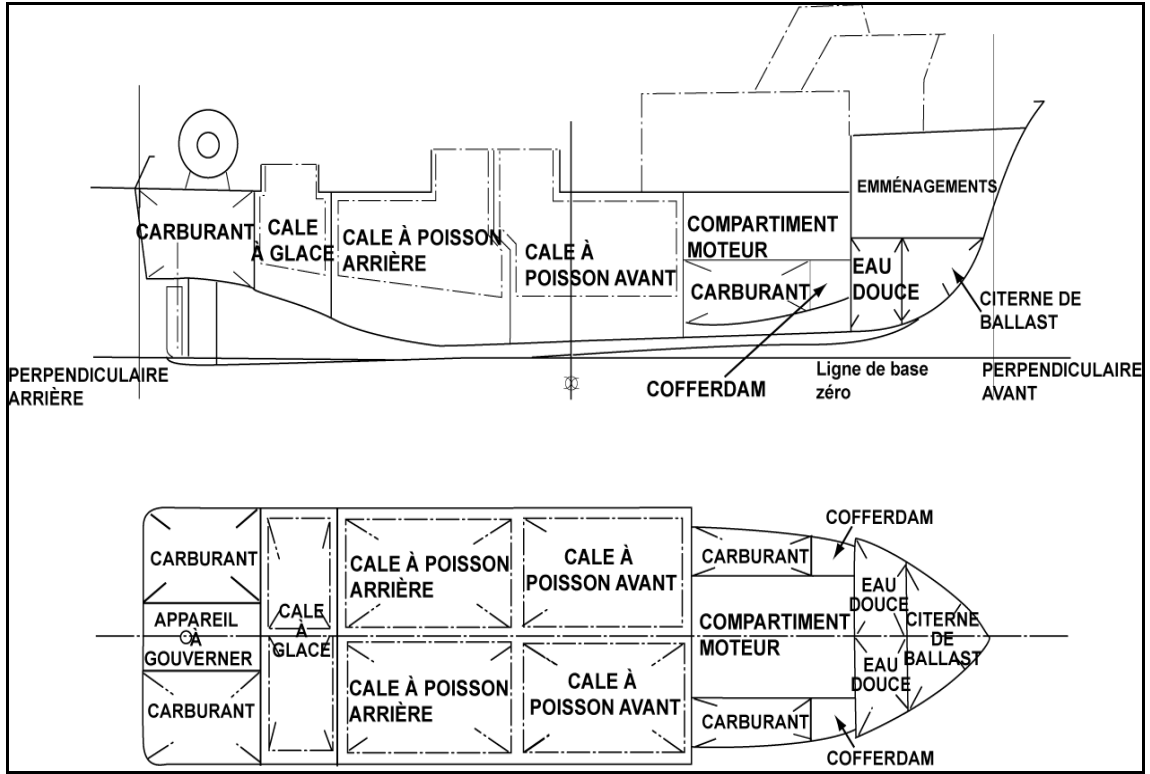 EMMÉNAGEMENTS
CARBURANT
CALE
À GLACE
CALE À POISSON
ARRIÈRE
CALE À
POISSON AVANT
COMPARTIMENT
MOTEUR
CARBURANT
EAU
DOUCE
CITERNE DE
BALLAST
PERPENDICULAIRE
ARRIÈRE
COFFERDAM
Ligne de base
zéro
PERPENDICULAIRE
AVANT
COFFERDAM
CARBURANT
CALE À POISSON
ARRIÈRE
CALE À
POISSON AVANT
CARBURANT
EAU
DOUCE
APPAREIL
À
GOUVERNER
CALE
À
GLACE
COMPARTIMENT
MOTEUR
CITERNE
DE
BALLAST
EAU
DOUCE
CARBURANT
CALE À POISSON
ARRIÈRE
CALE À
POISSON AVANT
CARBURANT
COFFERDAM